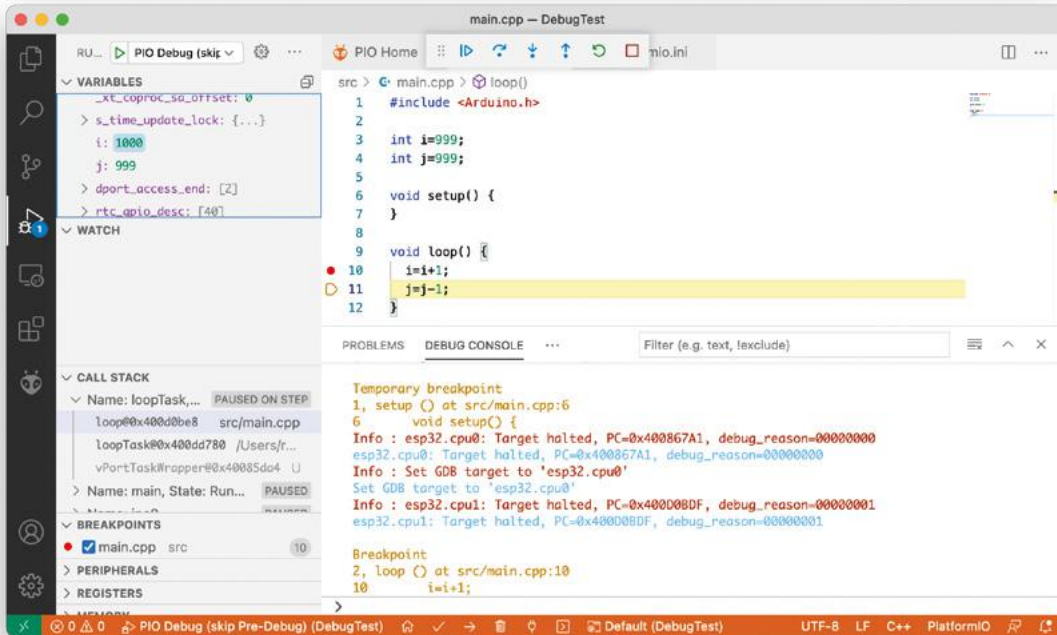 main.cpp — DebugTest
RU... PIO Debug (skip ...
PIO Home mio.ini ...
VARIABLES
_xt_coproc_sa_offset: 0
s_time_update_lock: {...}
i: 1000
j: 999
dport_access_end: [2]
rtc_gpio_desc: [40]
WATCH
CALL STACK
Name: loopTask,... PAUSED ON STEP
loop@0x400d0be8 src/main.cpp
loopTask@0x400dd780 /Users/r...
vPortTaskWrapper@0x40085da4 U
Name: main, State: Run... PAUSED
BREAKPOINTS
main.cpp src 10
PERIPHERALS
REGISTERS
MEMORY
1
src > main.cpp > loop()
1 #include <Arduino.h>
2
3 int i=999;
4 int j=999;
5
6 void setup() {
7 }
8
9 void loop() {
10 i=i+1;
11 j=j-1;
12 }
PROBLEMS DEBUG CONSOLE ... Filter (e.g. text, !exclude)
Temporary breakpoint
1, setup () at src/main.cpp:6
6 void setup() {
Info : esp32.cpu0: Target halted, PC=0x400867A1, debug_reason=00000000
esp32.cpu0: Target halted, PC=0x400867A1, debug_reason=00000000
Info : Set GDB target to 'esp32.cpu0'
Set GDB target to 'esp32.cpu0'
Info : esp32.cpu1: Target halted, PC=0x400D0BDF, debug_reason=00000001
esp32.cpu1: Target halted, PC=0x400D0BDF, debug_reason=00000001
Breakpoint
2, loop () at src/main.cpp:10
10 i=i+1;
>
0 0 PIO Debug (skip Pre-Debug) (DebugTest) Default (DebugTest) UTF-8 LF C++ PlatformIO